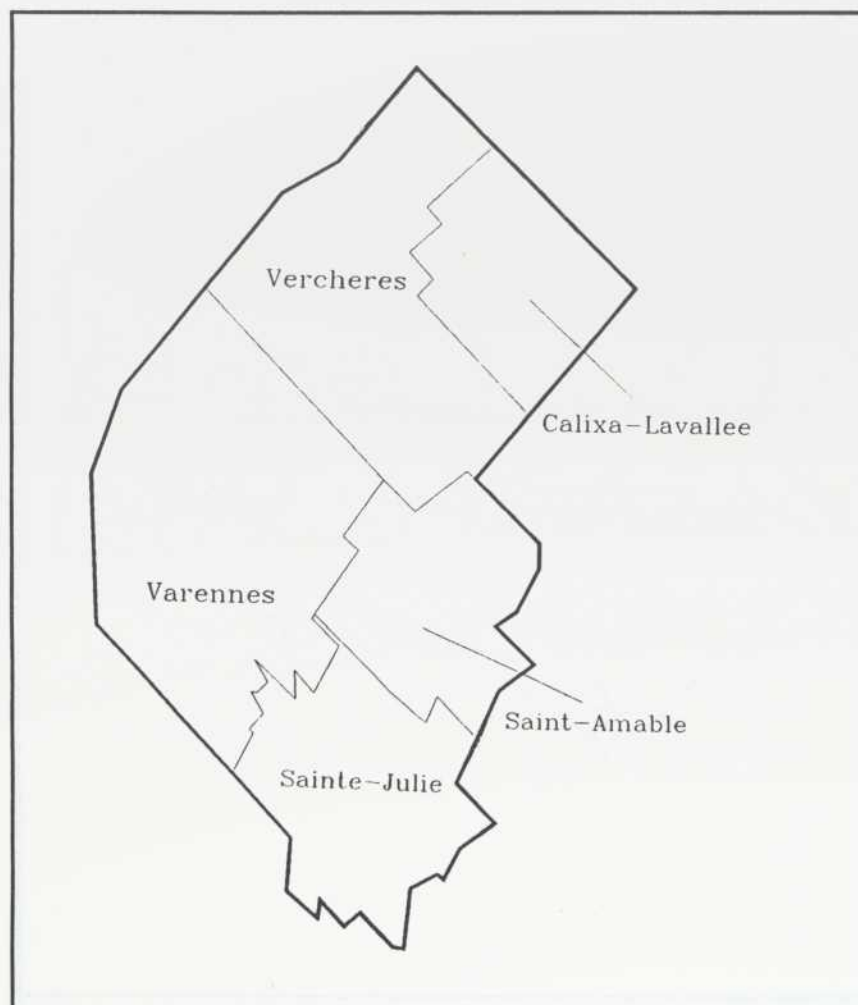 Vercheres
Calixa-Lavallee
Varennes
Saint-Amable
Sainte-Julie